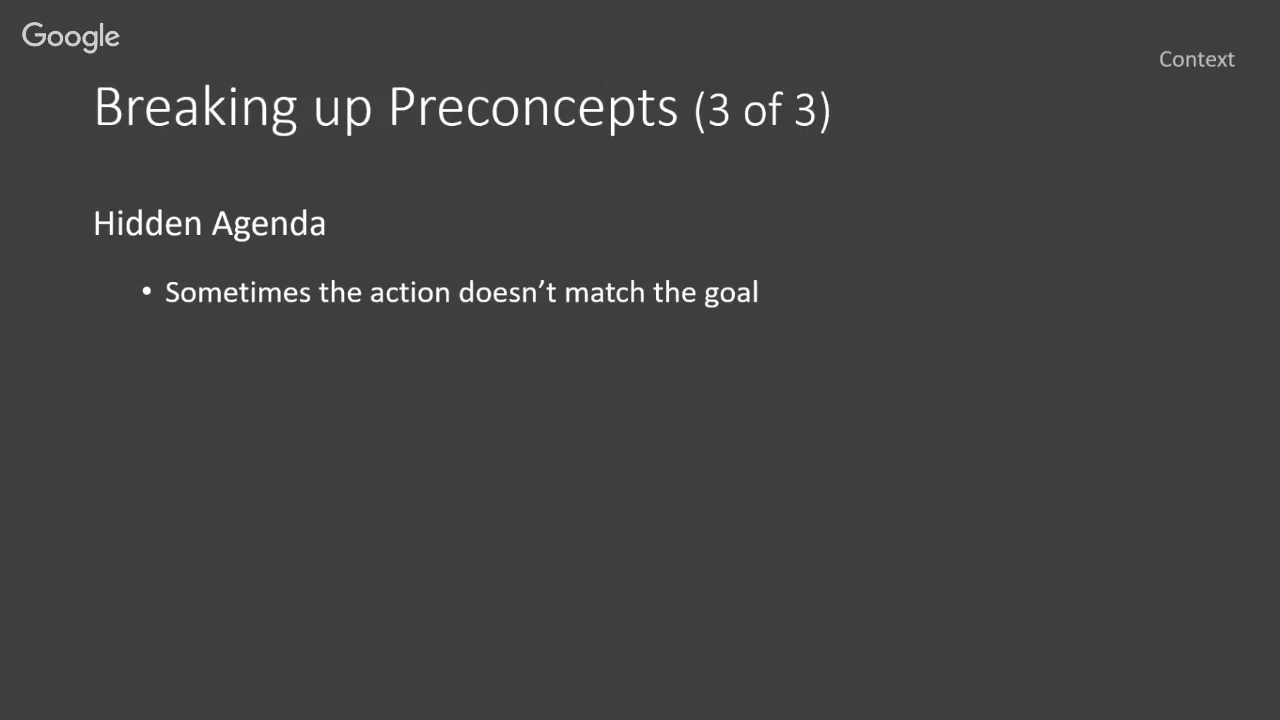 Google
Context
Breaking up Preconcepts (3 of 3)
Hidden Agenda
• Sometimes the action doesn’t match the goal